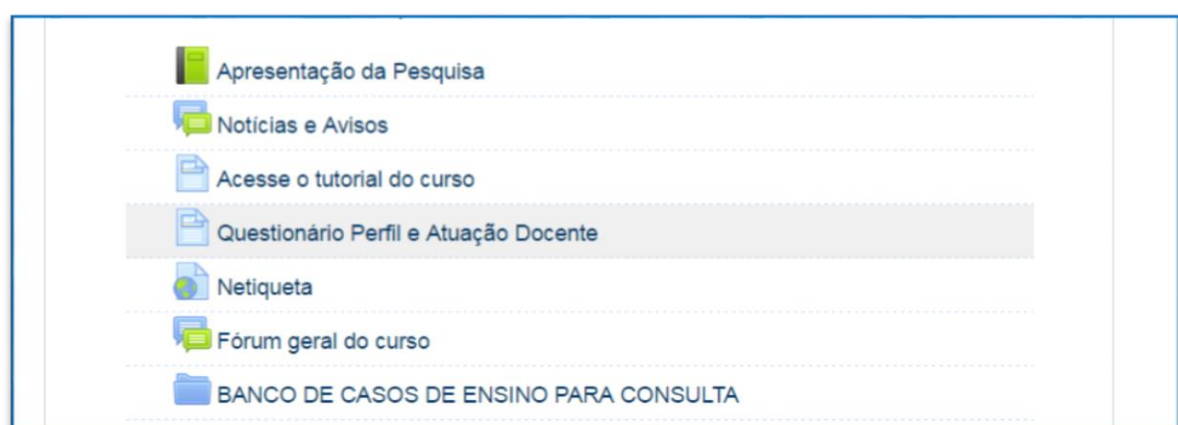 Apresentação da Pesquisa
Notícias e Avisos
Acesse o tutorial do curso
Questionário Perfil e Atuação Docente
Netiqueta
Fórum geral do curso
BANCO DE CASOS DE ENSINO PARA CONSULTA